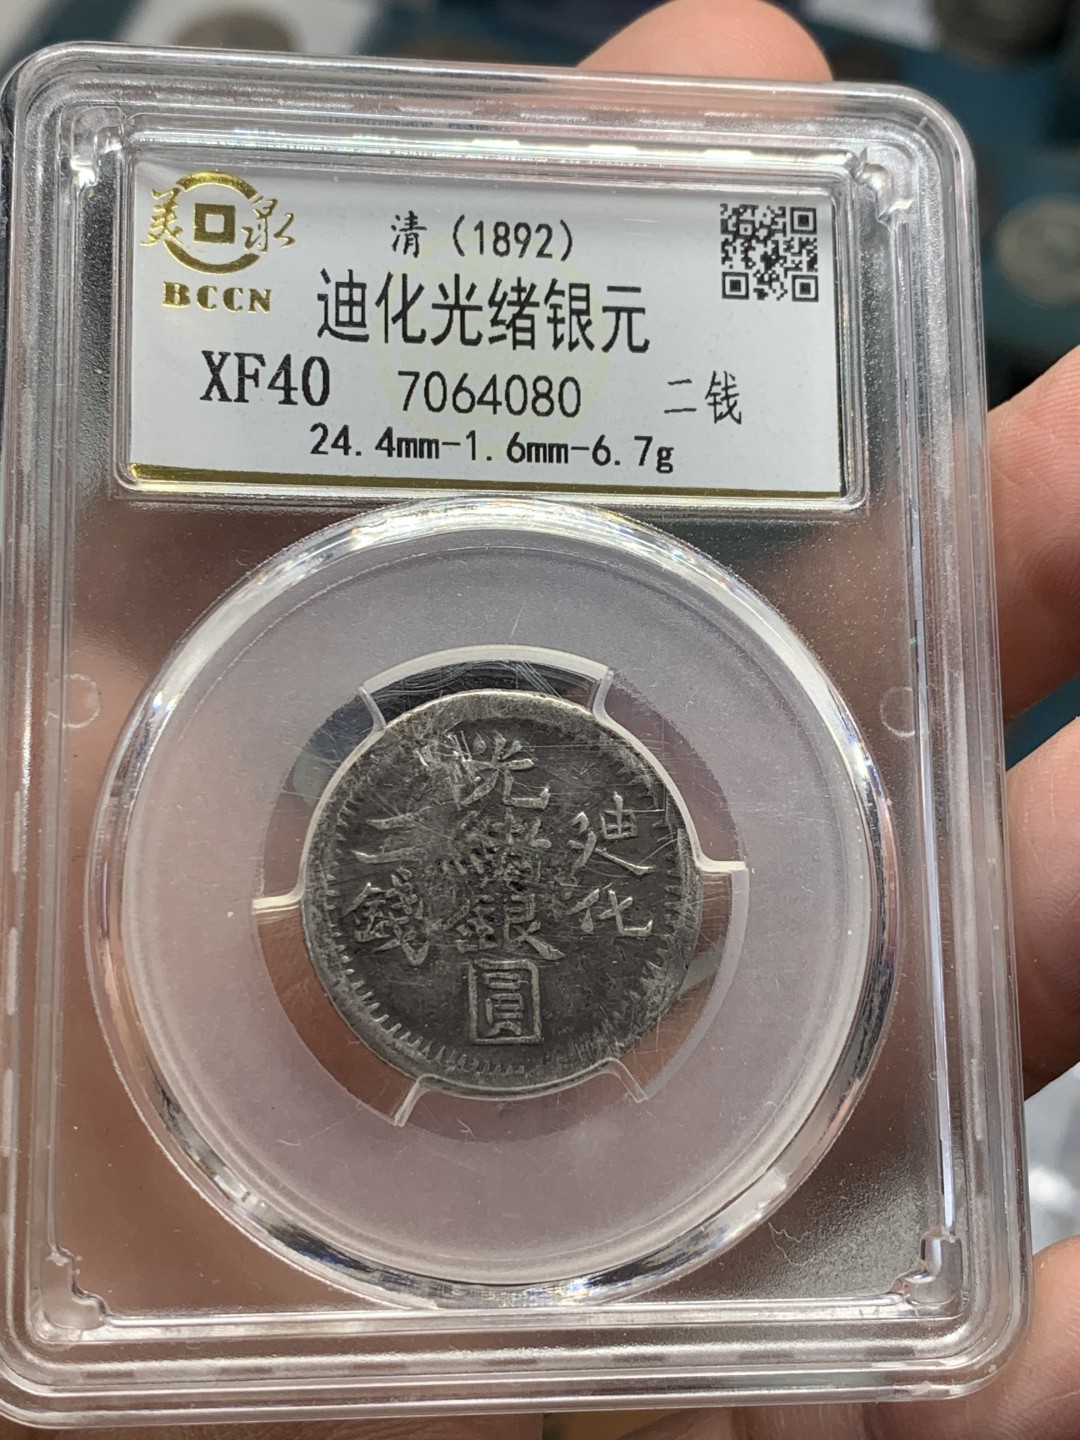 美泉
BCCN
清（1892）
迪化光绪银元
XF40 7064080 二钱
24.4mm-1.6mm-6.7g
光緒銀圓
迪化
二錢